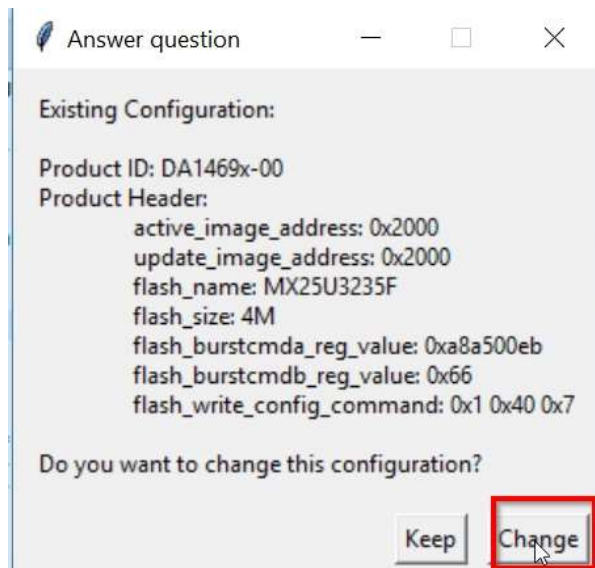 Answer question
Existing Configuration:
Product ID: DA1469x-00
Product Header:
active_image_address: 0x2000
update_image_address: 0x2000
flash_name: MX25U3235F
flash_size: 4M
flash_burstcmda_reg_value: 0xa8a500eb
flash_burstcmdb_reg_value: 0x66
flash_write_config_command: 0x1 0x40 0x7
Do you want to change this configuration?
Keep Change